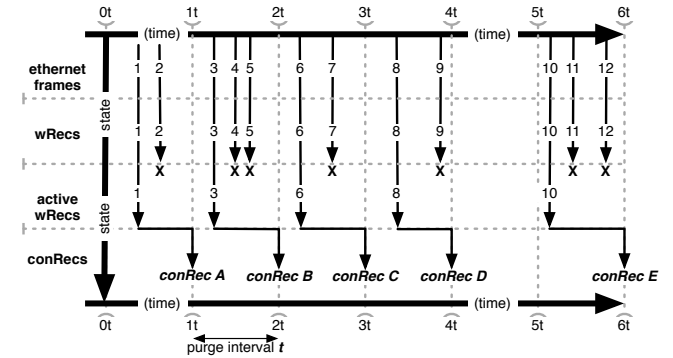 0t 1t 2t 3t 4t 5t 6t
(time) (time)
ethernet frames
1 2 3 4 5 6 7 8 9 10 11 12
state
wRecs
1 2 3 4 5 6 7 8 9 10 11 12
x x x x x x x
active wRecs
1 3 6 8 10
state
conRecs
conRec A conRec B conRec C conRec D conRec E
(time) (time)
0t 1t 2t 3t 4t 5t 6t
purge interval t